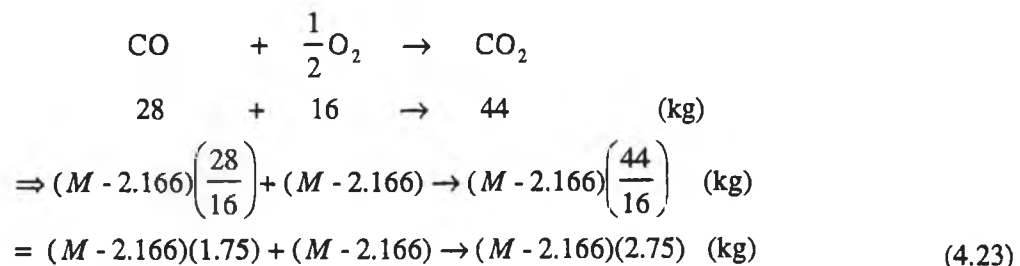 CO + 1/2 O₂ → CO₂
28 + 16 → 44 (kg)
⇒ (M - 2.166)(28/16) + (M - 2.166) → (M - 2.166)(44/16) (kg)
= (M - 2.166)(1.75) + (M - 2.166) → (M - 2.166)(2.75) (kg) (4.23)